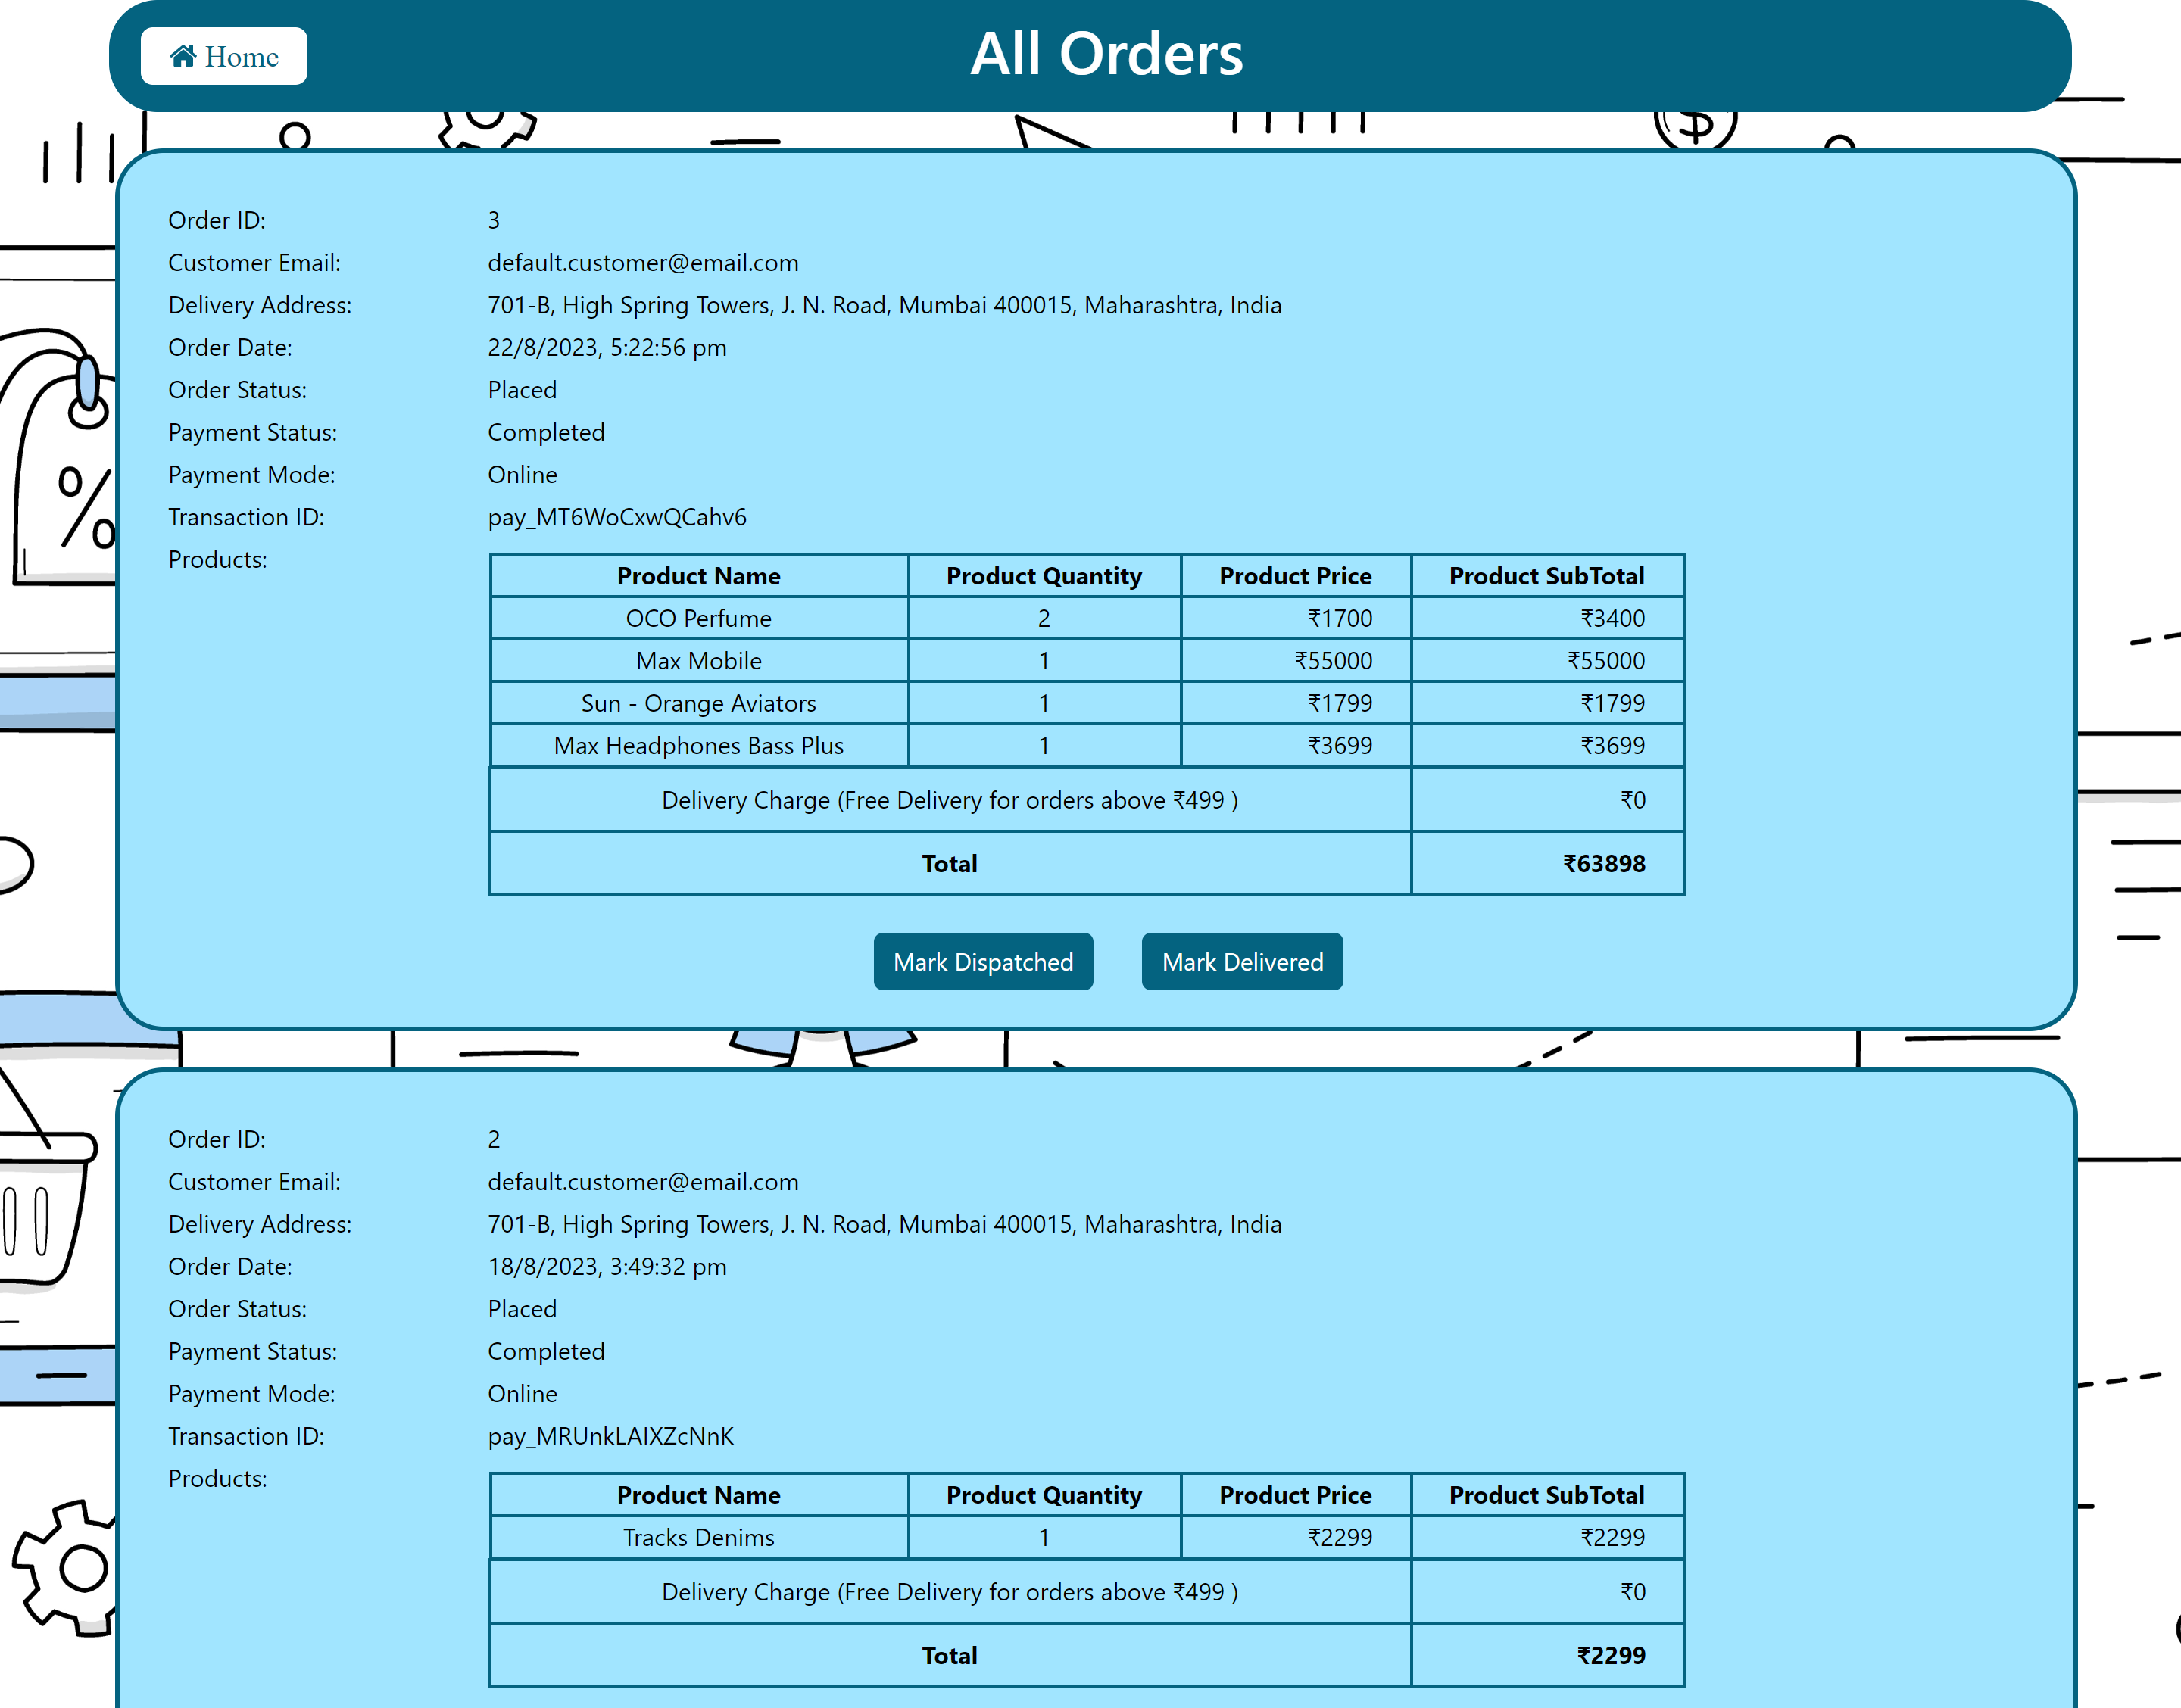 Home
All Orders
Order ID: 3
Customer Email: default.customer@email.com
Delivery Address: 701-B, High Spring Towers, J. N. Road, Mumbai 400015, Maharashtra, India
Order Date: 22/8/2023, 5:22:56 pm
Order Status: Placed
Payment Status: Completed
Payment Mode: Online
Transaction ID: pay_MT6WoCxwQCahv6
Products:
Product Name Product Quantity Product Price Product SubTotal
OCO Perfume 2 ₹1700 ₹3400
Max Mobile 1 ₹55000 ₹55000
Sun - Orange Aviators 1 ₹1799 ₹1799
Max Headphones Bass Plus 1 ₹3699 ₹3699
Delivery Charge (Free Delivery for orders above ₹499 ) ₹0
Total ₹63898
Mark Dispatched Mark Delivered
Order ID: 2
Customer Email: default.customer@email.com
Delivery Address: 701-B, High Spring Towers, J. N. Road, Mumbai 400015, Maharashtra, India
Order Date: 18/8/2023, 3:49:32 pm
Order Status: Placed
Payment Status: Completed
Payment Mode: Online
Transaction ID: pay_MRUnkLAIXZcNnK
Products:
Product Name Product Quantity Product Price Product SubTotal
Tracks Denims 1 ₹2299 ₹2299
Delivery Charge (Free Delivery for orders above ₹499 ) ₹0
Total ₹2299
%
$